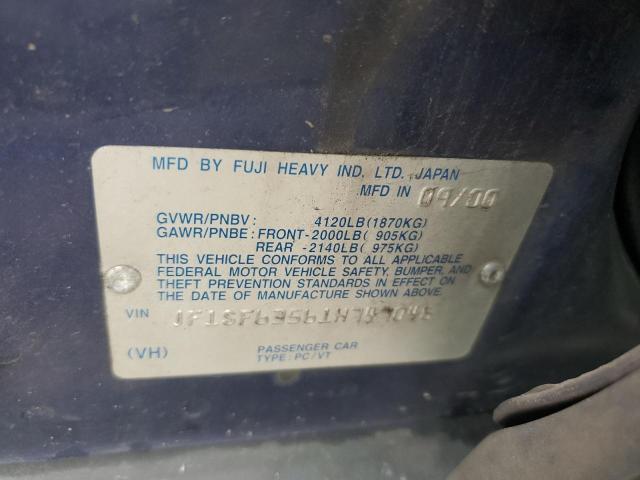 MFD BY FUJI HEAVY IND. LTD. JAPAN
MFD IN 09/00
GVWR/PNBV: 4120LB(1870KG)
GAWR/PNBE: FRONT-2000LB( 905KG)
REAR -2140LB( 975KG)
THIS VEHICLE CONFORMS TO ALL APPLICABLE
FEDERAL MOTOR VEHICLE SAFETY, BUMPER, AND
THEFT PREVENTION STANDARDS IN EFFECT ON
THE DATE OF MANUFACTURE SHOWN ABOVE.
VIN
(VH) PASSENGER CAR
TYPE: PC/VT